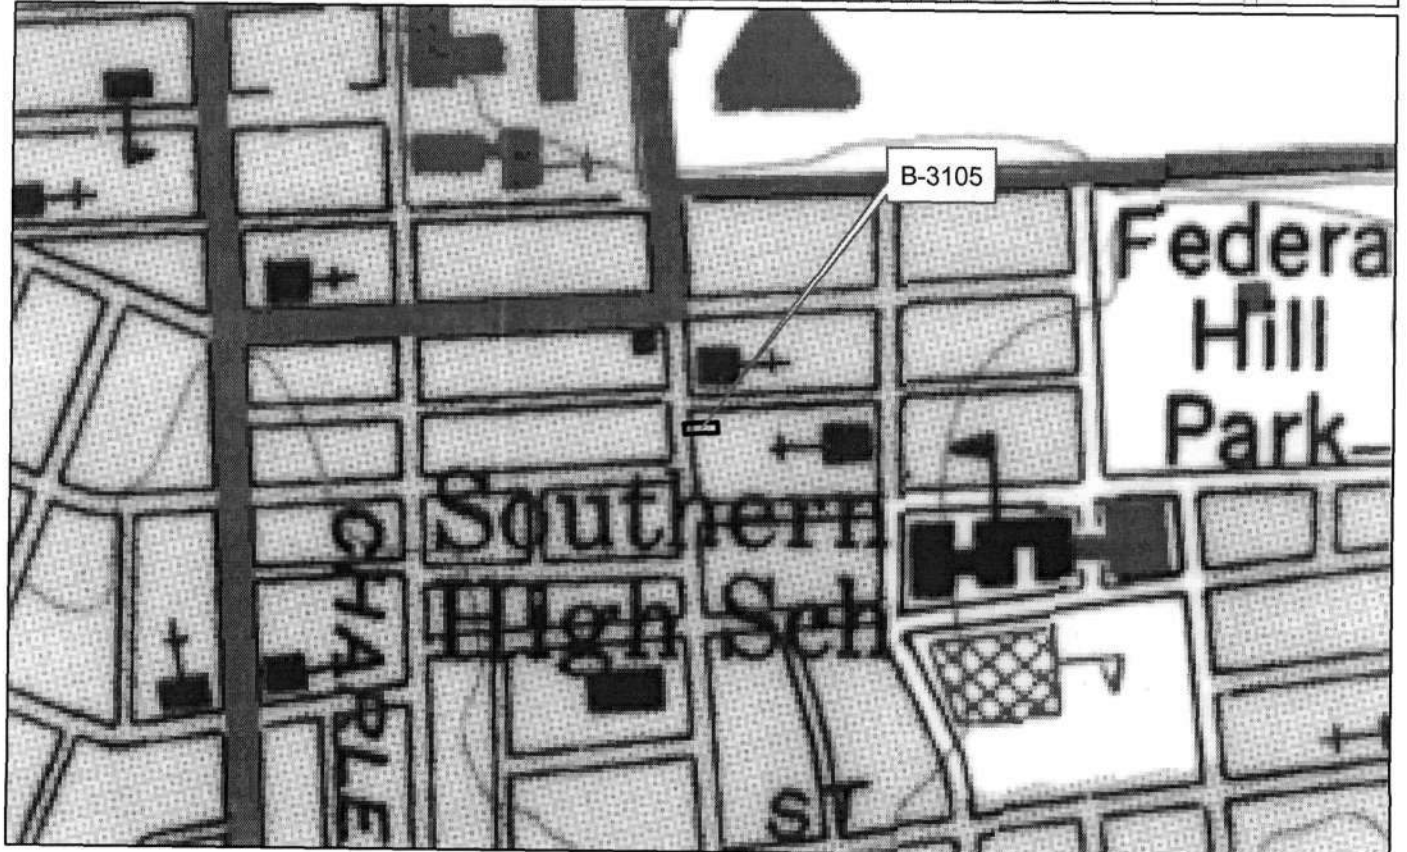 B-3105
Federa
Hill
Park
Southern
High Sch
CHARLE
ST